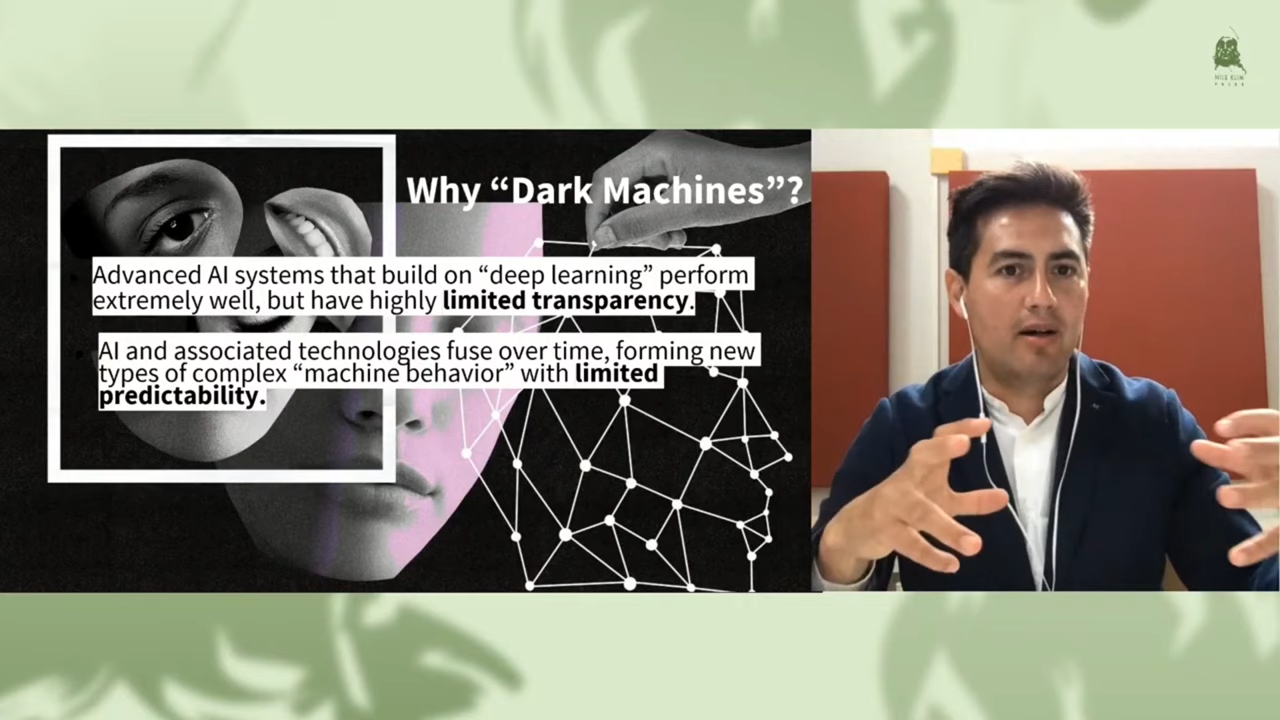 Why “Dark Machines”?
Advanced AI systems that build on “deep learning” perform
extremely well, but have highly limited transparency.
AI and associated technologies fuse over time, forming new
types of complex “machine behavior” with limited
predictability.